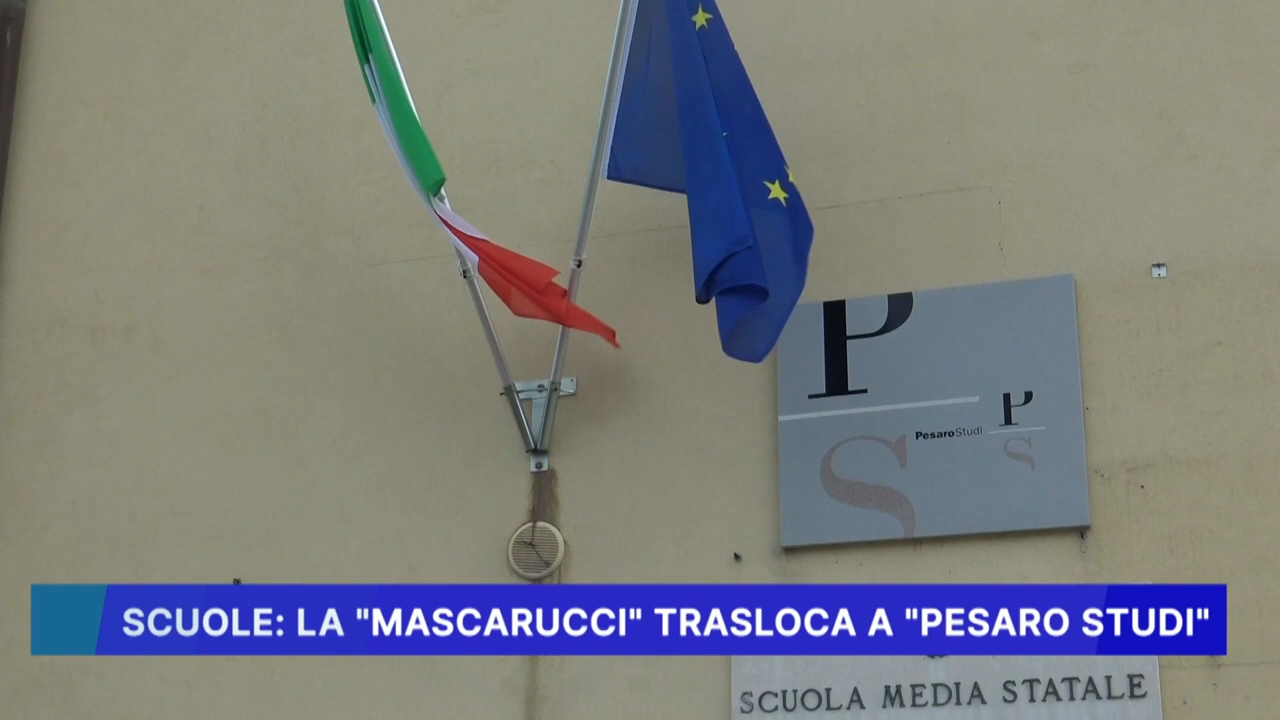 P
S
PesaroStudi
P
S
SCUOLE: LA "MASCARUCCI" TRASLOCA A "PESARO STUDI"
SCUOLA MEDIA STATALE